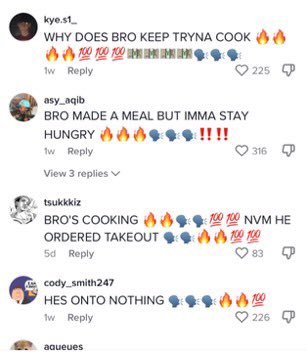 kye.s1_
WHY DOES BRO KEEP TRYNA COOK 🔥🔥
🔥🔥💯💯💯💵💵💵💵🗣️🗣️🗣️
1w Reply 225
asy_aqib
BRO MADE A MEAL BUT IMMA STAY
HUNGRY 🔥🔥🔥🗣️🗣️🗣️‼️‼️
1w Reply 316
View 3 replies
tsukkkiz
BRO'S COOKING 🔥🔥🗣️🗣️💯💯 NVM HE
ORDERED TAKEOUT 🗣️🗣️🔥🔥💯💯
5d Reply 83
cody_smith247
HES ONTO NOTHING 🗣️🗣️🗣️🔥🔥💯
1w Reply 226
agueues